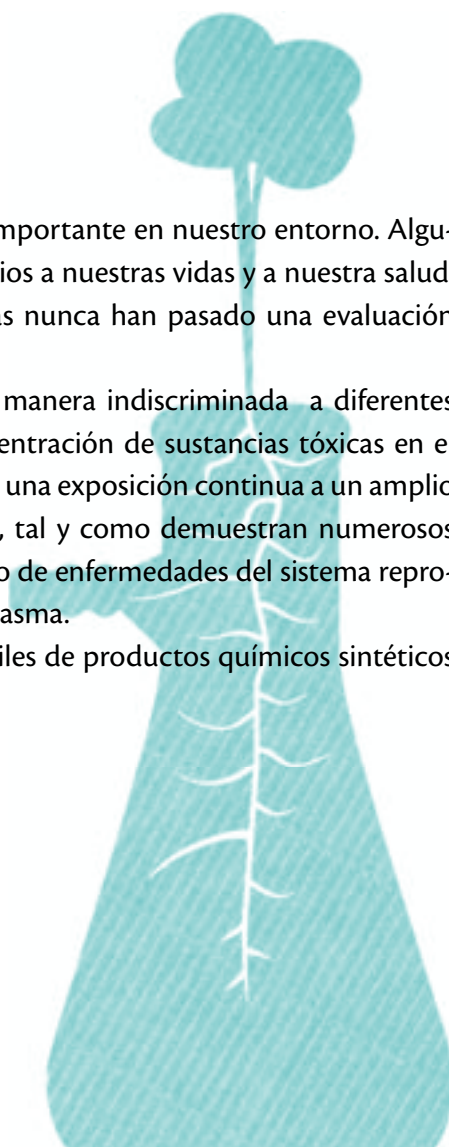 importante en nuestro entorno. Algu-
ios a nuestras vidas y a nuestra salud
as nunca han pasado una evaluación
manera indiscriminada a diferentes
entración de sustancias tóxicas en e
una exposición continua a un amplio
, tal y como demuestran numerosos
o de enfermedades del sistema repro-
asma.
iles de productos químicos sintéticos